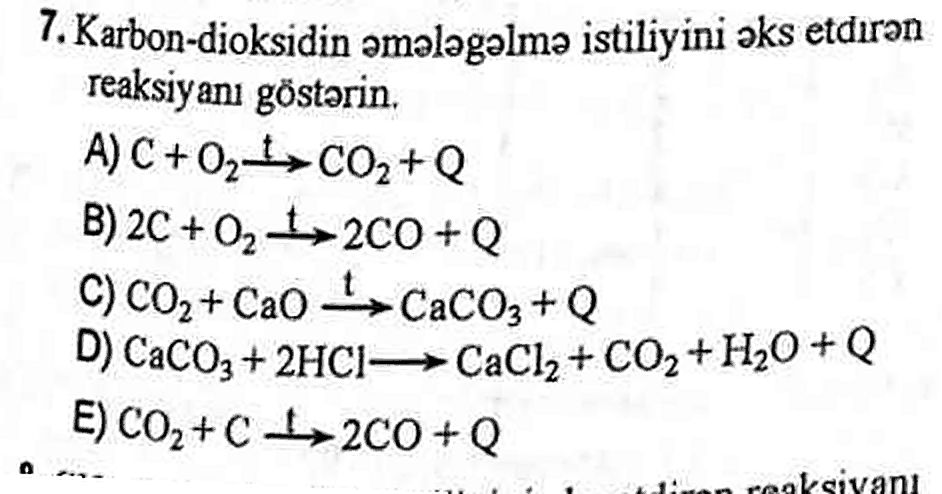 7. Karbon-dioksidin əmələgəlmə istiliyini əks etdirən
reaksiyanı göstərin.
A) C + O₂ —t→ CO₂ + Q
B) 2C + O₂ —t→ 2CO + Q
C) CO₂ + CaO —t→ CaCO₃ + Q
D) CaCO₃ + 2HCl → CaCl₂ + CO₂ + H₂O + Q
E) CO₂ + C —t→ 2CO + Q
reaksiyanı